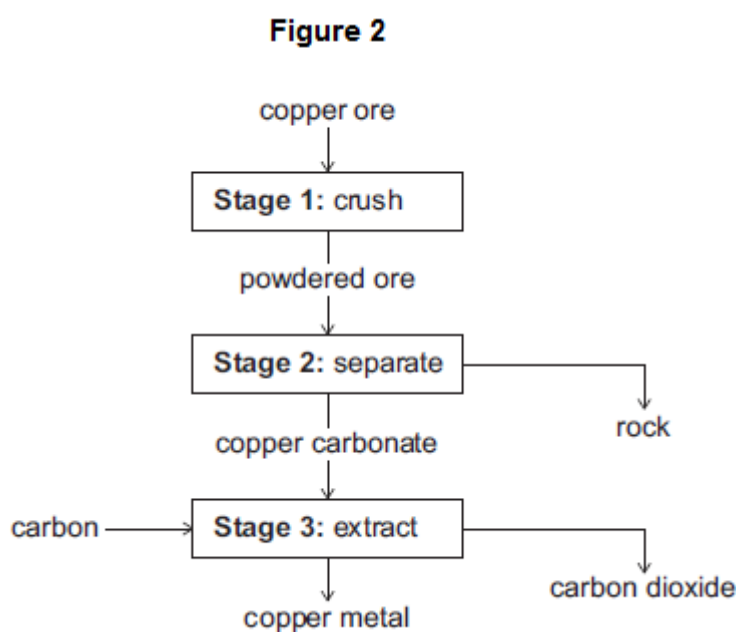 Figure 2
copper ore
Stage 1: crush
powdered ore
Stage 2: separate
rock
copper carbonate
carbon
Stage 3: extract
carbon dioxide
copper metal